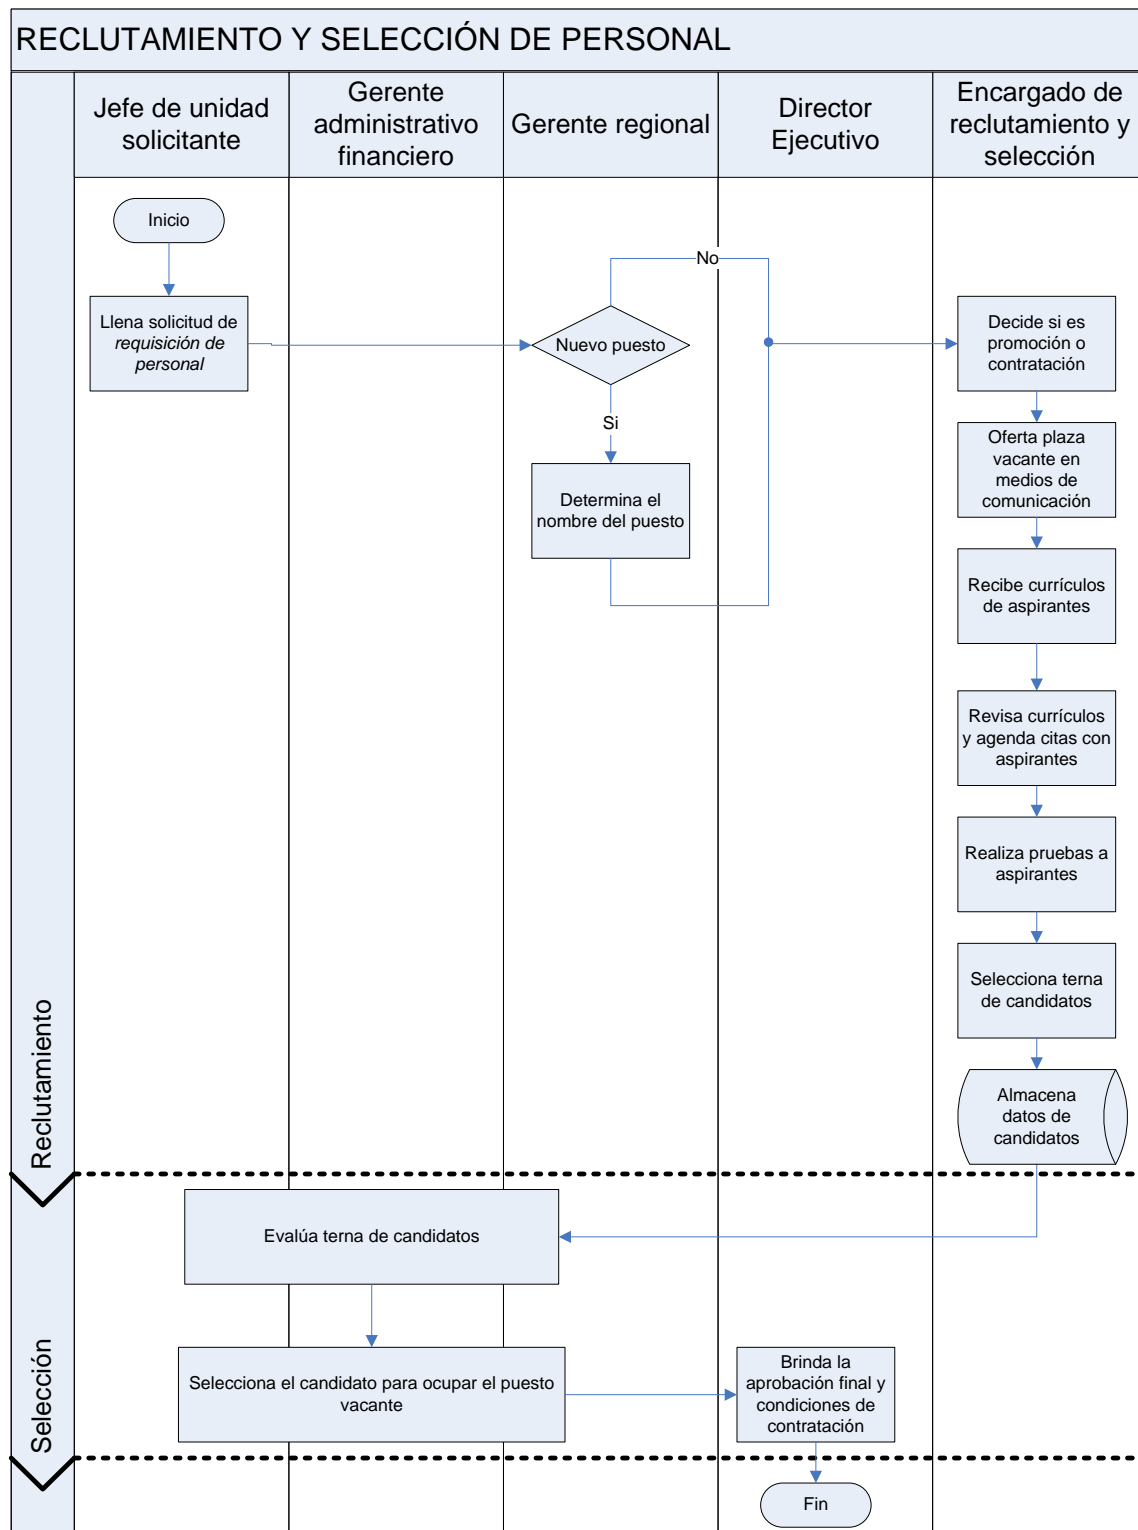 RECLUTAMIENTO Y SELECCIÓN DE PERSONAL
Jefe de unidad
solicitante
Gerente
administrativo
financiero
Gerente regional
Director
Ejecutivo
Encargado de
reclutamiento y
selección
Inicio
No
Llena solicitud de
requisición de
personal
Nuevo puesto
Decide si es
promoción o
contratación
Si
Oferta plaza
vacante en
medios de
comunicación
Determina el
nombre del puesto
Recibe currículos
de aspirantes
Revisa currículos
y agenda citas con
aspirantes
Realiza pruebas a
aspirantes
Selecciona terna
de candidatos
Almacena
datos de
candidatos
Reclutamiento
Evalúa terna de candidatos
Selecciona el candidato para ocupar el puesto
vacante
Brinda la
aprobación final y
condiciones de
contratación
Selección
Fin